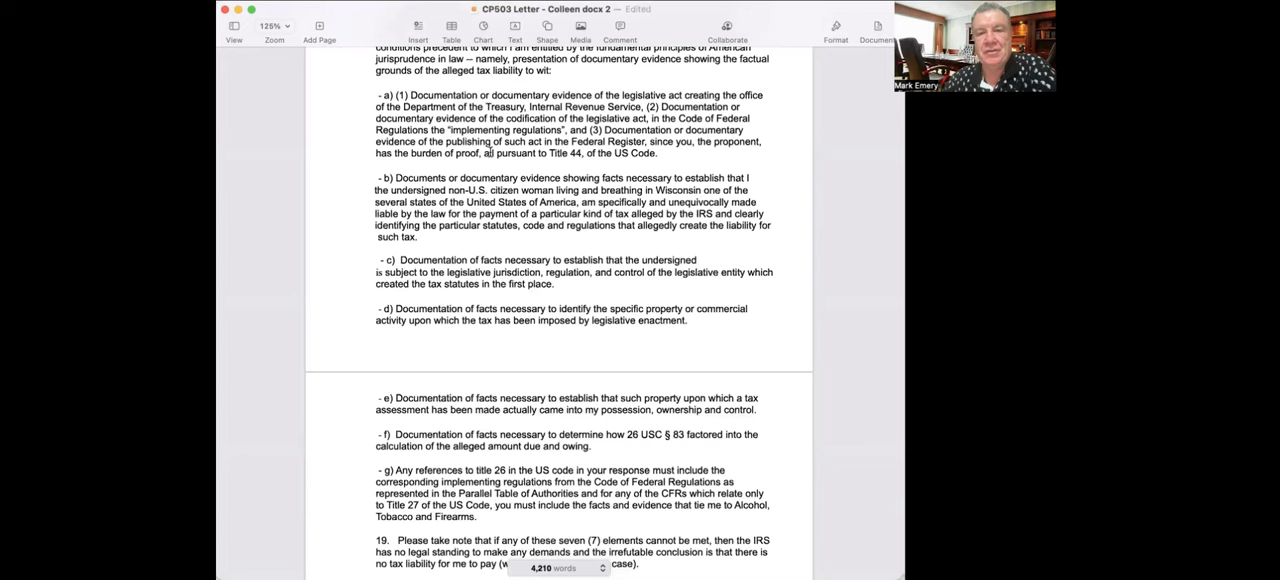 CP503 Letter - Colleen docx 2 — Edited
125%
View
Zoom
Add Page
Insert
Table
Chart
Text
Shape
Media
Comment
Collaborate
Format
Document
Mark Emery
conditions precedent to which I am entitled by the fundamental principles of American
jurisprudence in law -- namely, presentation of documentary evidence showing the factual
grounds of the alleged tax liability to wit:
- a) (1) Documentation or documentary evidence of the legislative act creating the office
of the Department of the Treasury, Internal Revenue Service, (2) Documentation or
documentary evidence of the codification of the legislative act, in the Code of Federal
Regulations the “implementing regulations”, and (3) Documentation or documentary
evidence of the publishing of such act in the Federal Register, since you, the proponent,
has the burden of proof, all pursuant to Title 44, of the US Code.
- b) Documents or documentary evidence showing facts necessary to establish that I
the undersigned non-U.S. citizen woman living and breathing in Wisconsin one of the
several states of the United States of America, am specifically and unequivocally made
liable by the law for the payment of a particular kind of tax alleged by the IRS and clearly
identifying the particular statutes, code and regulations that allegedly create the liability for
such tax.
- c) Documentation of facts necessary to establish that the undersigned
is subject to the legislative jurisdiction, regulation, and control of the legislative entity which
created the tax statutes in the first place.
- d) Documentation of facts necessary to identify the specific property or commercial
activity upon which the tax has been imposed by legislative enactment.
- e) Documentation of facts necessary to establish that such property upon which a tax
assessment has been made actually came into my possession, ownership and control.
- f) Documentation of facts necessary to determine how 26 USC § 83 factored into the
calculation of the alleged amount due and owing.
- g) Any references to title 26 in the US code in your response must include the
corresponding implementing regulations from the Code of Federal Regulations as
represented in the Parallel Table of Authorities and for any of the CFRs which relate only
to Title 27 of the US Code, you must include the facts and evidence that tie me to Alcohol,
Tobacco and Firearms.
19. Please take note that if any of these seven (7) elements cannot be met, then the IRS
has no legal standing to make any demands and the irrefutable conclusion is that there is
no tax liability for me to pay (w case).
4,210 words